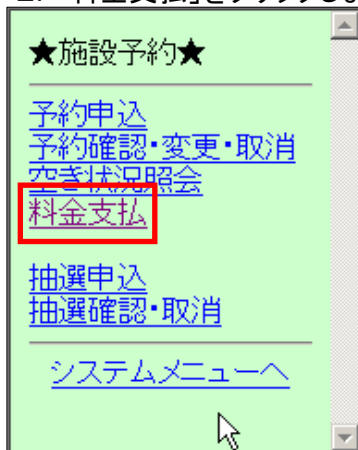 ★施設予約★
予約申込
予約確認・変更・取消
空き状況照会
料金支払
抽選申込
抽選確認・取消
システムメニューへ